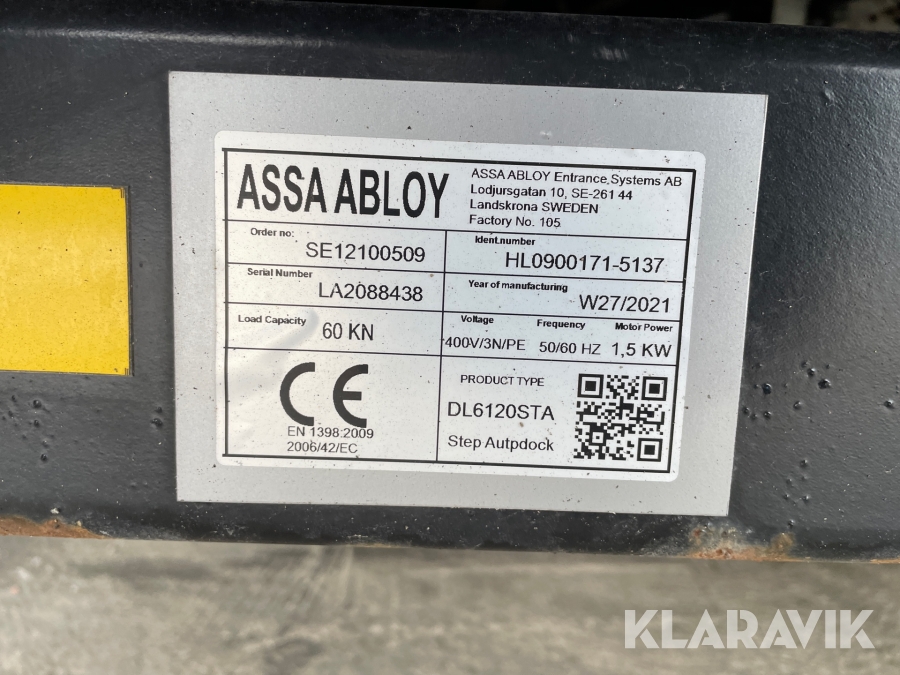 ASSA ABLOY
ASSA ABLOY Entrance Systems AB
Lodjursgatan 10, SE-261 44
Landskrona SWEDEN
Factory No. 105
Order no:
SE12100509
Ident.number
HL0900171-5137
Serial Number
LA2088438
Year of manufacturing
W27/2021
Load Capacity
60 KN
Voltage
400V/3N/PE
Frequency
50/60 HZ
Motor Power
1,5 KW
CE
EN 1398:2009
2006/42/EC
PRODUCT TYPE
DL6120STA
Step Autpdock
KLARAVIK